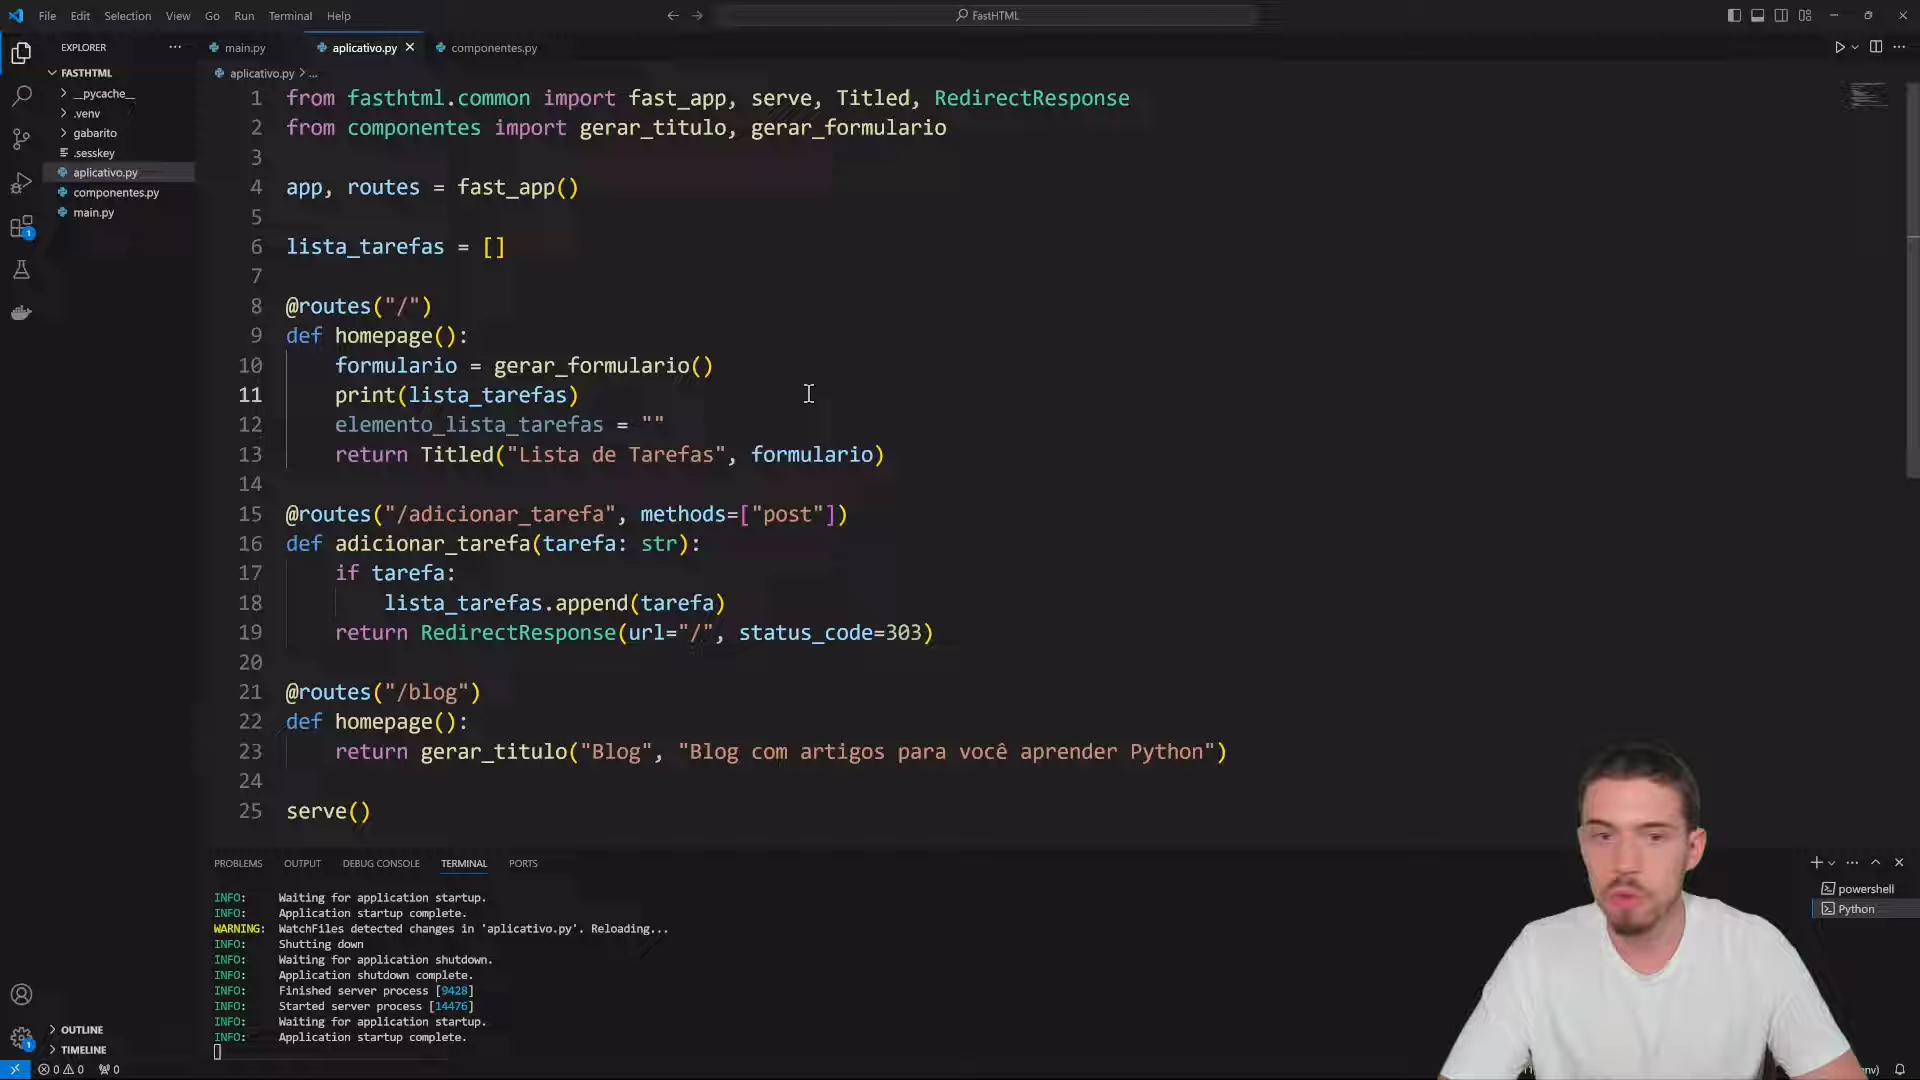 File Edit Selection View Go Run Terminal Help
FastHTML
EXPLORER
main.py
aplicativo.py
componentes.py
FASTHTML
aplicativo.py > ...
__pycache__
.venv
gabarito
.sesskey
aplicativo.py
componentes.py
main.py
1 from fasthtml.common import fast_app, serve, Titled, RedirectResponse
2 from componentes import gerar_titulo, gerar_formulario
3
4 app, routes = fast_app()
5
6 lista_tarefas = []
7
8 @routes("/")
9 def homepage():
10 formulario = gerar_formulario()
11 print(lista_tarefas)
12 elemento_lista_tarefas = ""
13 return Titled("Lista de Tarefas", formulario)
14
15 @routes("/adicionar_tarefa", methods=["post"])
16 def adicionar_tarefa(tarefa: str):
17 if tarefa:
18 lista_tarefas.append(tarefa)
19 return RedirectResponse(url="/", status_code=303)
20
21 @routes("/blog")
22 def homepage():
23 return gerar_titulo("Blog", "Blog com artigos para você aprender Python")
24
25 serve()
PROBLEMS OUTPUT DEBUG CONSOLE TERMINAL PORTS
INFO: Waiting for application startup.
INFO: Application startup complete.
WARNING: WatchFiles detected changes in 'aplicativo.py'. Reloading...
INFO: Shutting down
INFO: Waiting for application shutdown.
INFO: Application shutdown complete.
INFO: Finished server process [9428]
INFO: Started server process [14476]
INFO: Waiting for application startup.
INFO: Application startup complete.
powershell
Python
OUTLINE
TIMELINE
0 0 0